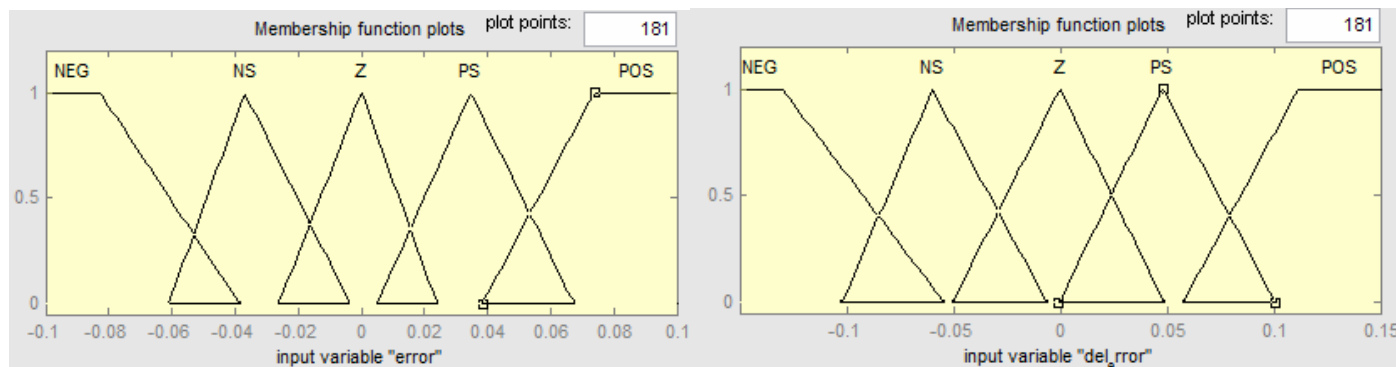 Membership function plots plot points: 181
NEG NS Z PS POS
1
0.5
0
-0.1 -0.08 -0.06 -0.04 -0.02 0 0.02 0.04 0.06 0.08 0.1
input variable "error"
Membership function plots plot points: 181
NEG NS Z PS POS
1
0.5
0
-0.1 -0.05 0 0.05 0.1 0.15
input variable "del_rror"